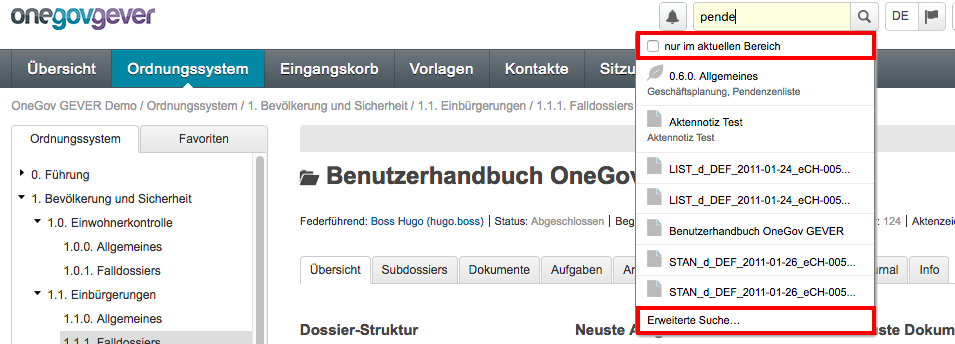 onegovgever
pende
DE
nur im aktuellen Bereich
Übersicht Ordnungssystem Eingangskorb Vorlagen Kontakte Sitzu
0.6.0. Allgemeines
Geschäftsplanung, Pendenzenliste
OneGov GEVER Demo / Ordnungssystem / 1. Bevölkerung und Sicherheit / 1.1. Einbürgerungen / 1.1.1. Falldossiers
Aktennotiz Test
Aktennotiz Test
Ordnungssystem Favoriten
LIST_d_DEF_2011-01-24_eCH-005...
LIST_d_DEF_2011-01-24_eCH-005...
Benutzerhandbuch OneGov GEVER
STAN_d_DEF_2011-01-26_eCH-005...
STAN_d_DEF_2011-01-26_eCH-005...
Erweiterte Suche...
0. Führung
1. Bevölkerung und Sicherheit
1.0. Einwohnerkontrolle
1.0.0. Allgemeines
1.0.1. Falldossiers
1.1. Einbürgerungen
1.1.0. Allgemeines
1.1.1. Falldossiers
Benutzerhandbuch OneGov
Federführend: Boss Hugo (hugo.boss) | Status: Abgeschlossen | Beg : 124 | Aktenzei
Übersicht Subdossiers Dokumente Aufgaben An rnal Info
Dossier-Struktur Neuste Aufg uste Dokum